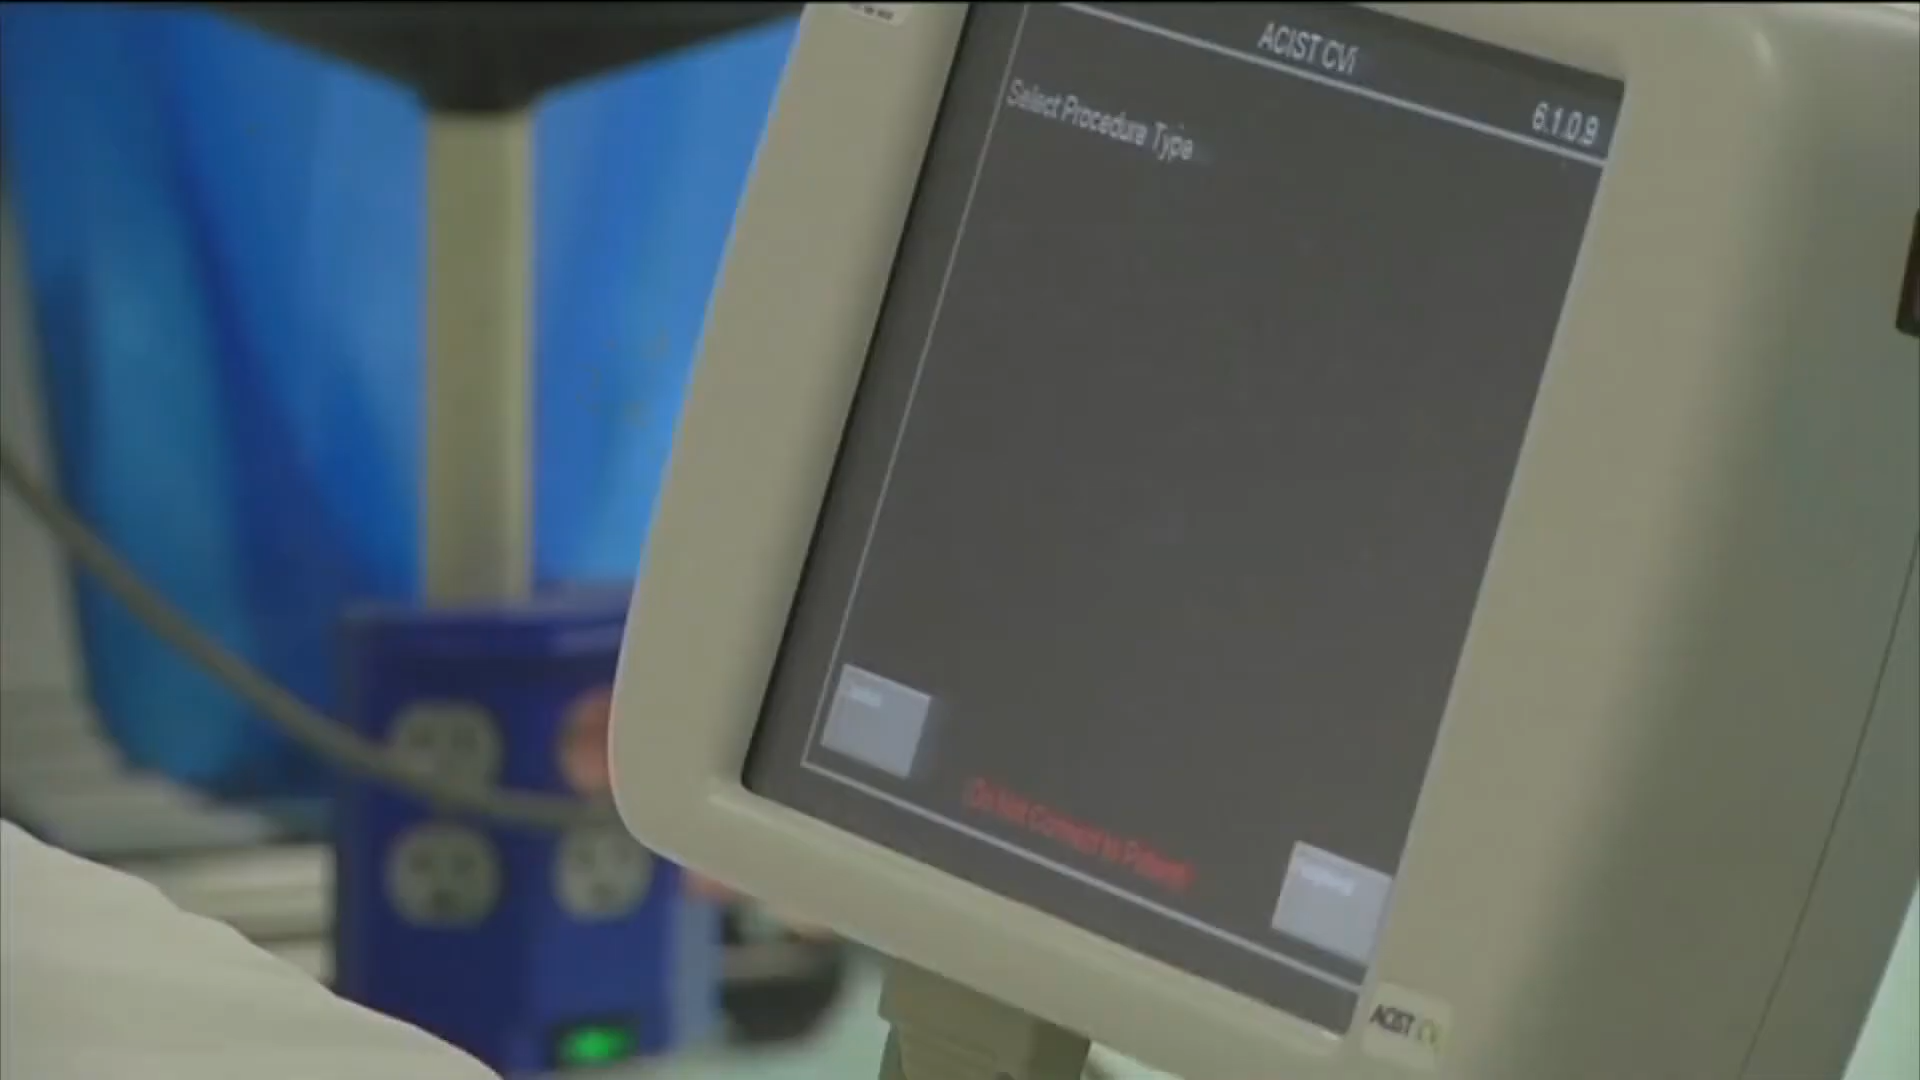 ACIST CVi
6.1.0.9
Select Procedure Type
(Do Not Connect to Patient)
ACIST CVi